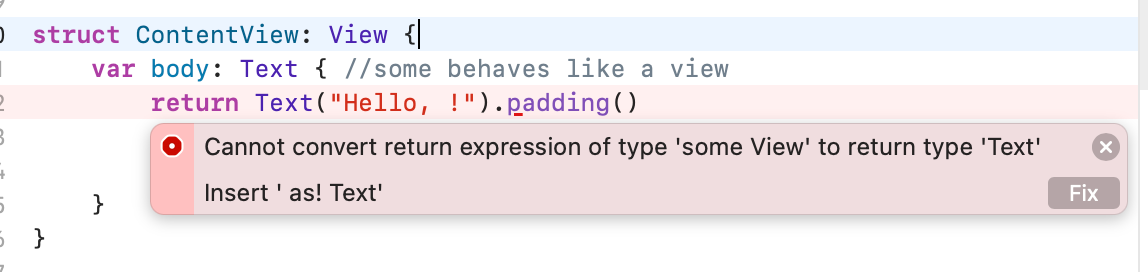 struct ContentView: View {
var body: Text { //some behaves like a view
return Text("Hello, !").padding()
Cannot convert return expression of type 'some View' to return type 'Text'
Insert ' as! Text'
Fix
}
}